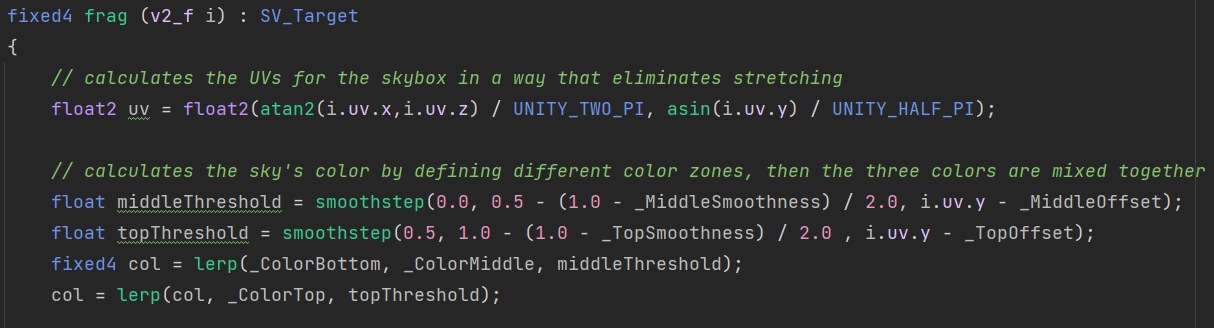 fixed4 frag (v2_f i) : SV_Target
{
// calculates the UVs for the skybox in a way that eliminates stretching
float2 uv = float2(atan2(i.uv.x,i.uv.z) / UNITY_TWO_PI, asin(i.uv.y) / UNITY_HALF_PI);
// calculates the sky's color by defining different color zones, then the three colors are mixed together
float middleThreshold = smoothstep(0.0, 0.5 - (1.0 - _MiddleSmoothness) / 2.0, i.uv.y - _MiddleOffset);
float topThreshold = smoothstep(0.5, 1.0 - (1.0 - _TopSmoothness) / 2.0 , i.uv.y - _TopOffset);
fixed4 col = lerp(_ColorBottom, _ColorMiddle, middleThreshold);
col = lerp(col, _ColorTop, topThreshold);